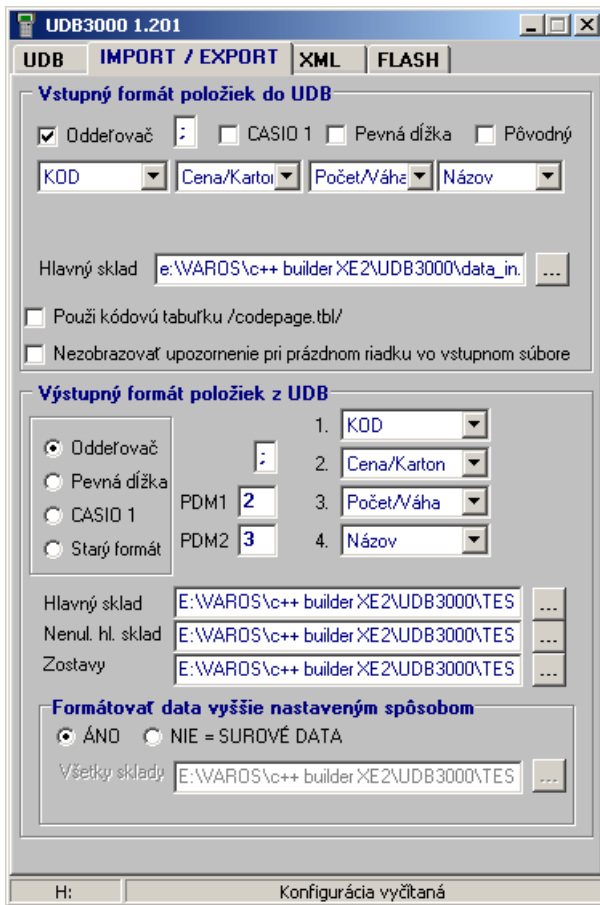 UDB3000 1.201
UDB IMPORT / EXPORT XML FLASH
Vstupný formát položiek do UDB
Oddeľovač ; CASIO 1 Pevná dĺžka Pôvodný
KOD Cena/Karton Počet/Váha Názov
Hlavný sklad e:\VAROS\c++ builder XE2\UDB3000\data_in. ...
Použi kódovú tabuľku /codepage.tbl/
Nezobrazovať upozornenie pri prázdnom riadku vo vstupnom súbore
Výstupný formát položiek z UDB
1. KOD
Oddeľovač ; 2. Cena/Karton
Pevná dĺžka
PDM1 2 3. Počet/Váha
CASIO 1
PDM2 3 4. Názov
Starý formát
Hlavný sklad E:\VAROS\c++ builder XE2\UDB3000\TES ...
Nenul. hl. sklad E:\VAROS\c++ builder XE2\UDB3000\TES ...
Zostavy E:\VAROS\c++ builder XE2\UDB3000\TES ...
Formátovať data vyššie nastaveným spôsobom
ÁNO NIE = SUROVÉ DATA
Všetky sklady E:\VAROS\c++ builder XE2\UDB3000\TES ...
H: Konfigurácia vyčítaná